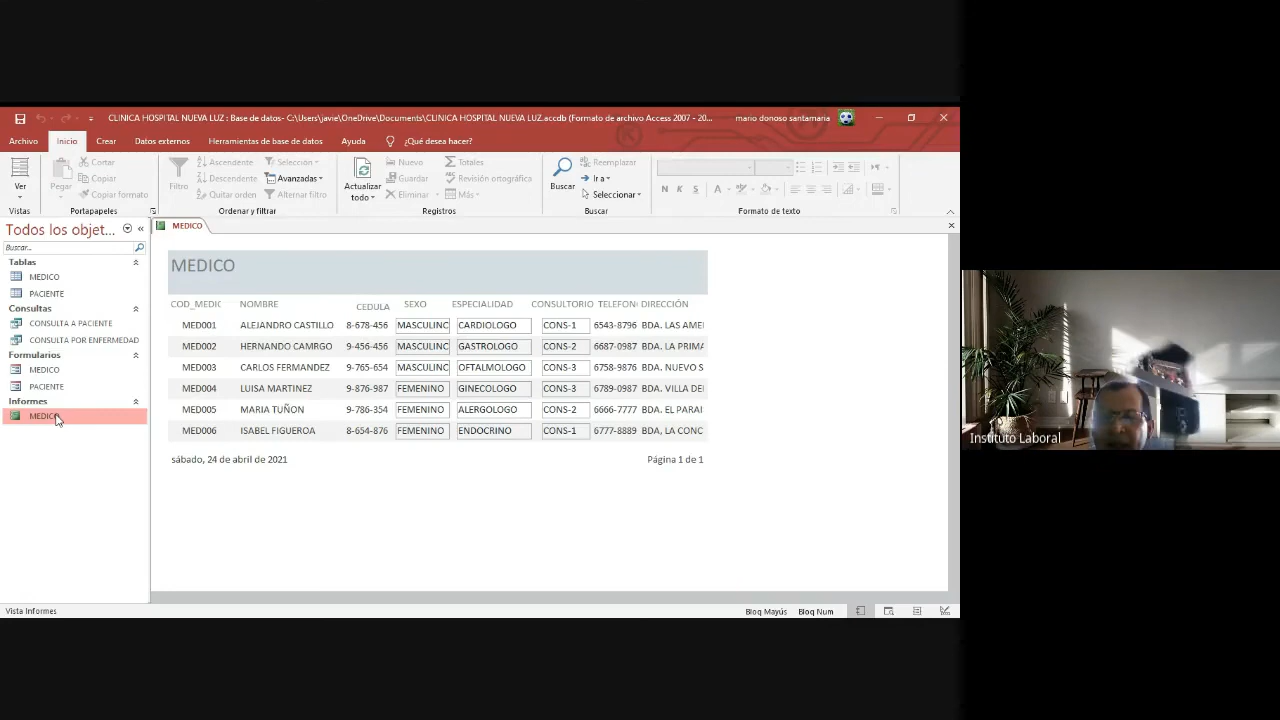 CLINICA HOSPITAL NUEVA LUZ : Base de datos- C:\Users\javie\OneDrive\Documents\CLINICA HOSPITAL NUEVA LUZ.accdb (Formato de archivo Access 2007 - 20... mario donoso santamaria
Archivo Inicio Crear Datos externos Herramientas de base de datos Ayuda ¿Qué desea hacer?
Ver
Vistas
Pegar
Cortar
Copiar
Copiar formato
Portapapeles
Filtro
Ascendente
Descendente
Quitar orden
Selección
Avanzadas
Alternar filtro
Ordenar y filtrar
Actualizar
todo
Nuevo
Guardar
Eliminar
Totales
Revisión ortográfica
Más
Registros
Buscar
Reemplazar
Ir a
Seleccionar
Buscar
N K S A
Formato de texto
Todos los objet...
Buscar...
Tablas
MEDICO
PACIENTE
Consultas
CONSULTA A PACIENTE
CONSULTA POR ENFERMEDAD
Formularios
MEDICO
PACIENTE
Informes
MEDICO
MEDICO
MEDICO
COD_MEDIC NOMBRE CEDULA SEXO ESPECIALIDAD CONSULTORIO TELEFON DIRECCIÓN
MED001 ALEJANDRO CASTILLO 8-678-456 MASCULINC CARDIOLOGO CONS-1 6543-8796 BDA. LAS AME
MED002 HERNANDO CAMRGO 9-456-456 MASCULINC GASTROLOGO CONS-2 6687-0987 BDA. LA PRIMA
MED003 CARLOS FERMANDEZ 9-765-654 MASCULINC OFTALMOLOGO CONS-3 6758-9876 BDA. NUEVO S
MED004 LUISA MARTINEZ 9-876-987 FEMENINO GINECOLOGO CONS-3 6789-0987 BDA. VILLA DE
MED005 MARIA TUÑON 9-786-354 FEMENINO ALERGOLOGO CONS-2 6666-7777 BDA. EL PARAI
MED006 ISABEL FIGUEROA 8-654-876 FEMENINO ENDOCRINO CONS-1 6777-8889 BDA, LA CONC
sábado, 24 de abril de 2021 Página 1 de 1
Vista Informes Bloq Mayús Bloq Num
Instituto Laboral